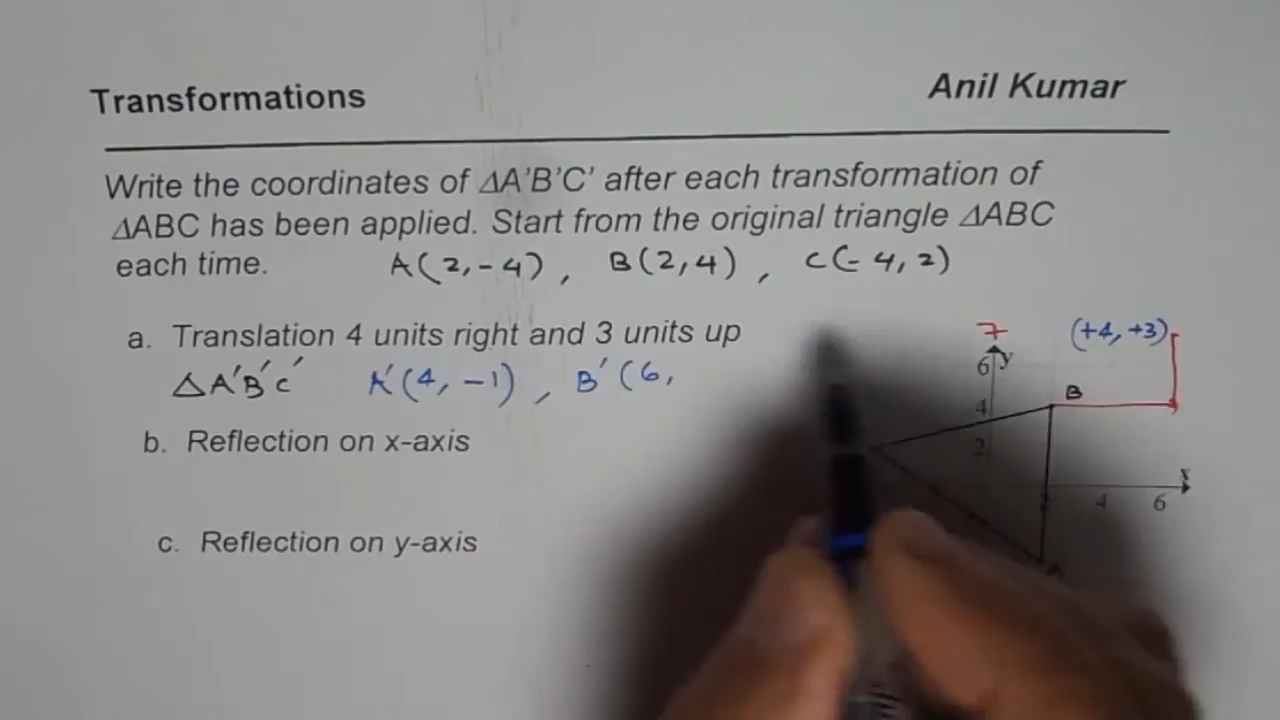 Transformations
Anil Kumar
Write the coordinates of ΔA'B'C' after each transformation of
ΔABC has been applied. Start from the original triangle ΔABC
each time. A(2,-4), B(2,4), C(-4,2)
a. Translation 4 units right and 3 units up
ΔA'B'C' A'(4,-1), B'(6,
b. Reflection on x-axis
c. Reflection on y-axis
7 (+4,+3)
6 y
4 B
2
x
2 4 6